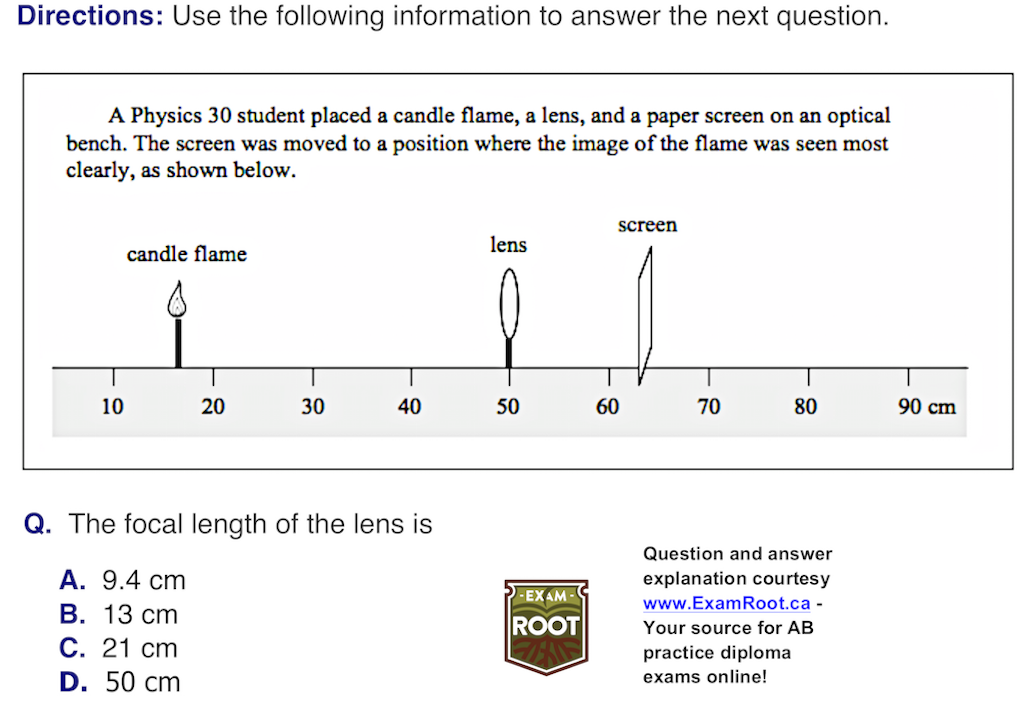 Directions: Use the following information to answer the next question.
A Physics 30 student placed a candle flame, a lens, and a paper screen on an optical
bench. The screen was moved to a position where the image of the flame was seen most
clearly, as shown below.
screen
lens
candle flame
10 20 30 40 50 60 70 80 90 cm
Q. The focal length of the lens is
A. 9.4 cm
B. 13 cm
C. 21 cm
D. 50 cm
-EXAM-
ROOT
Question and answer
explanation courtesy
www.ExamRoot.ca -
Your source for AB
practice diploma
exams online!